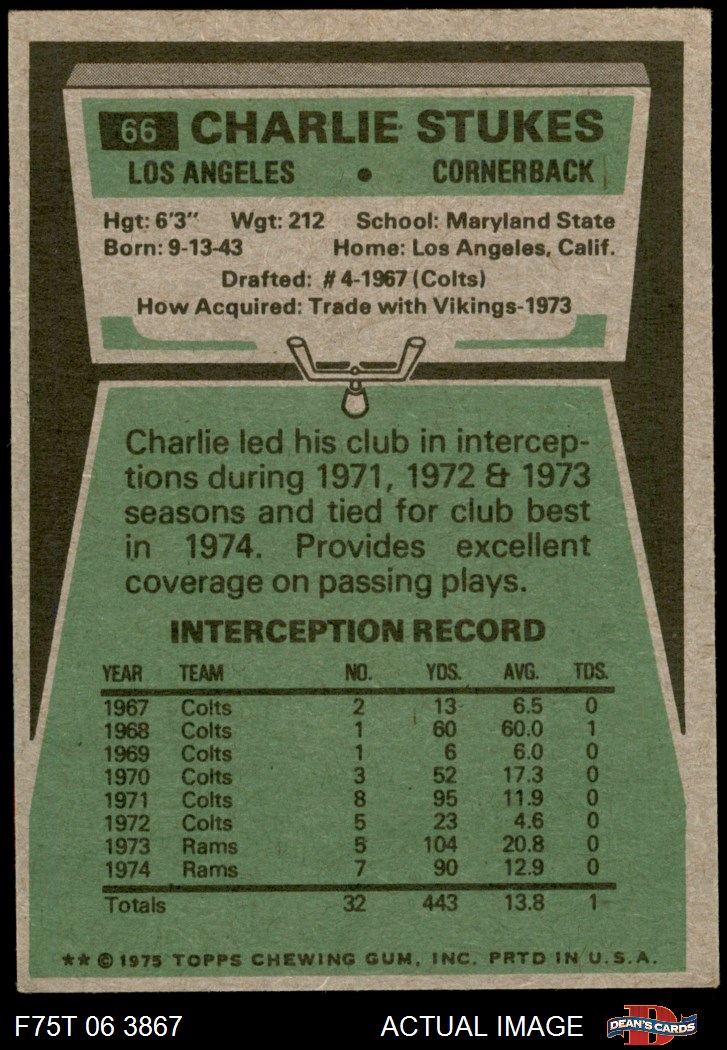 66 CHARLIE STUKES
LOS ANGELES • CORNERBACK
Hgt: 6'3" Wgt: 212 School: Maryland State
Born: 9-13-43 Home: Los Angeles, Calif.
Drafted: #4-1967 (Colts)
How Acquired: Trade with Vikings-1973
Charlie led his club in intercep-
tions during 1971, 1972 & 1973
seasons and tied for club best
in 1974. Provides excellent
coverage on passing plays.
INTERCEPTION RECORD
YEAR TEAM NO. YDS. AVG. TDS.
1967 Colts 2 13 6.5 0
1968 Colts 1 60 60.0 1
1969 Colts 1 6 6.0 0
1970 Colts 3 52 17.3 0
1971 Colts 8 95 11.9 0
1972 Colts 5 23 4.6 0
1973 Rams 5 104 20.8 0
1974 Rams 7 90 12.9 0
Totals 32 443 13.8 1
** © 1975 TOPPS CHEWING GUM, INC. PRTD IN U.S.A.
F75T 06 3867 ACTUAL IMAGE DEAN'S CARDS